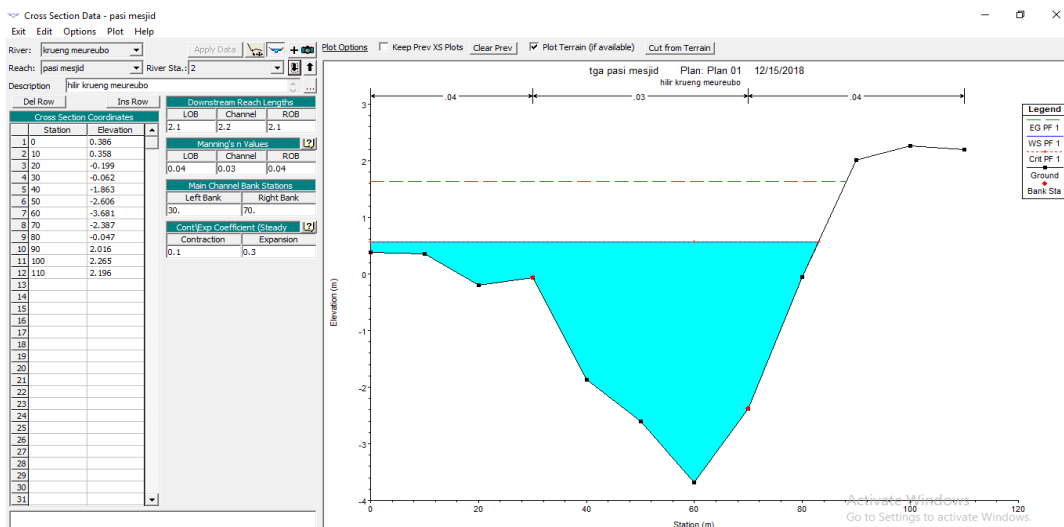 Cross Section Data - pasi mesjid
Exit Edit Options Plot Help
River: krueng meureubo Apply Data
Reach: pasi mesjid River Sta.: 2
Description hilir krueng meureubo ...
Del Row Ins Row
Cross Section Coordinates
Station Elevation
1 0 0.386
2 10 0.358
3 20 -0.199
4 30 -0.062
5 40 -1.863
6 50 -2.606
7 60 -3.681
8 70 -2.387
9 80 -0.047
10 90 2.016
11 100 2.265
12 110 2.196
13
14
15
16
17
18
19
20
21
22
23
24
25
26
27
28
29
30
31
Downstream Reach Lengths
LOB Channel ROB
2.1 2.2 2.1
Manning's n Values ?
LOB Channel ROB
0.04 0.03 0.04
Main Channel Bank Stations
Left Bank Right Bank
30. 70.
Cont\Exp Coefficient (Steady ?
Contraction Expansion
0.1 0.3
Plot Options Keep Prev XS Plots Clear Prev Plot Terrain (if available) Cut from Terrain
tga pasi mesjid Plan: Plan 01 12/15/2018
hilir krueng meureubo
.04 .03 .04
3
2
1
0
-1
-2
-3
-4
Elevation (m)
0 20 40 60 80 100 120
Station (m)
Legend
EG PF 1
WS PF 1
Crit PF 1
Ground
Bank Sta
Activate Windows
Go to Settings to activate Windows.